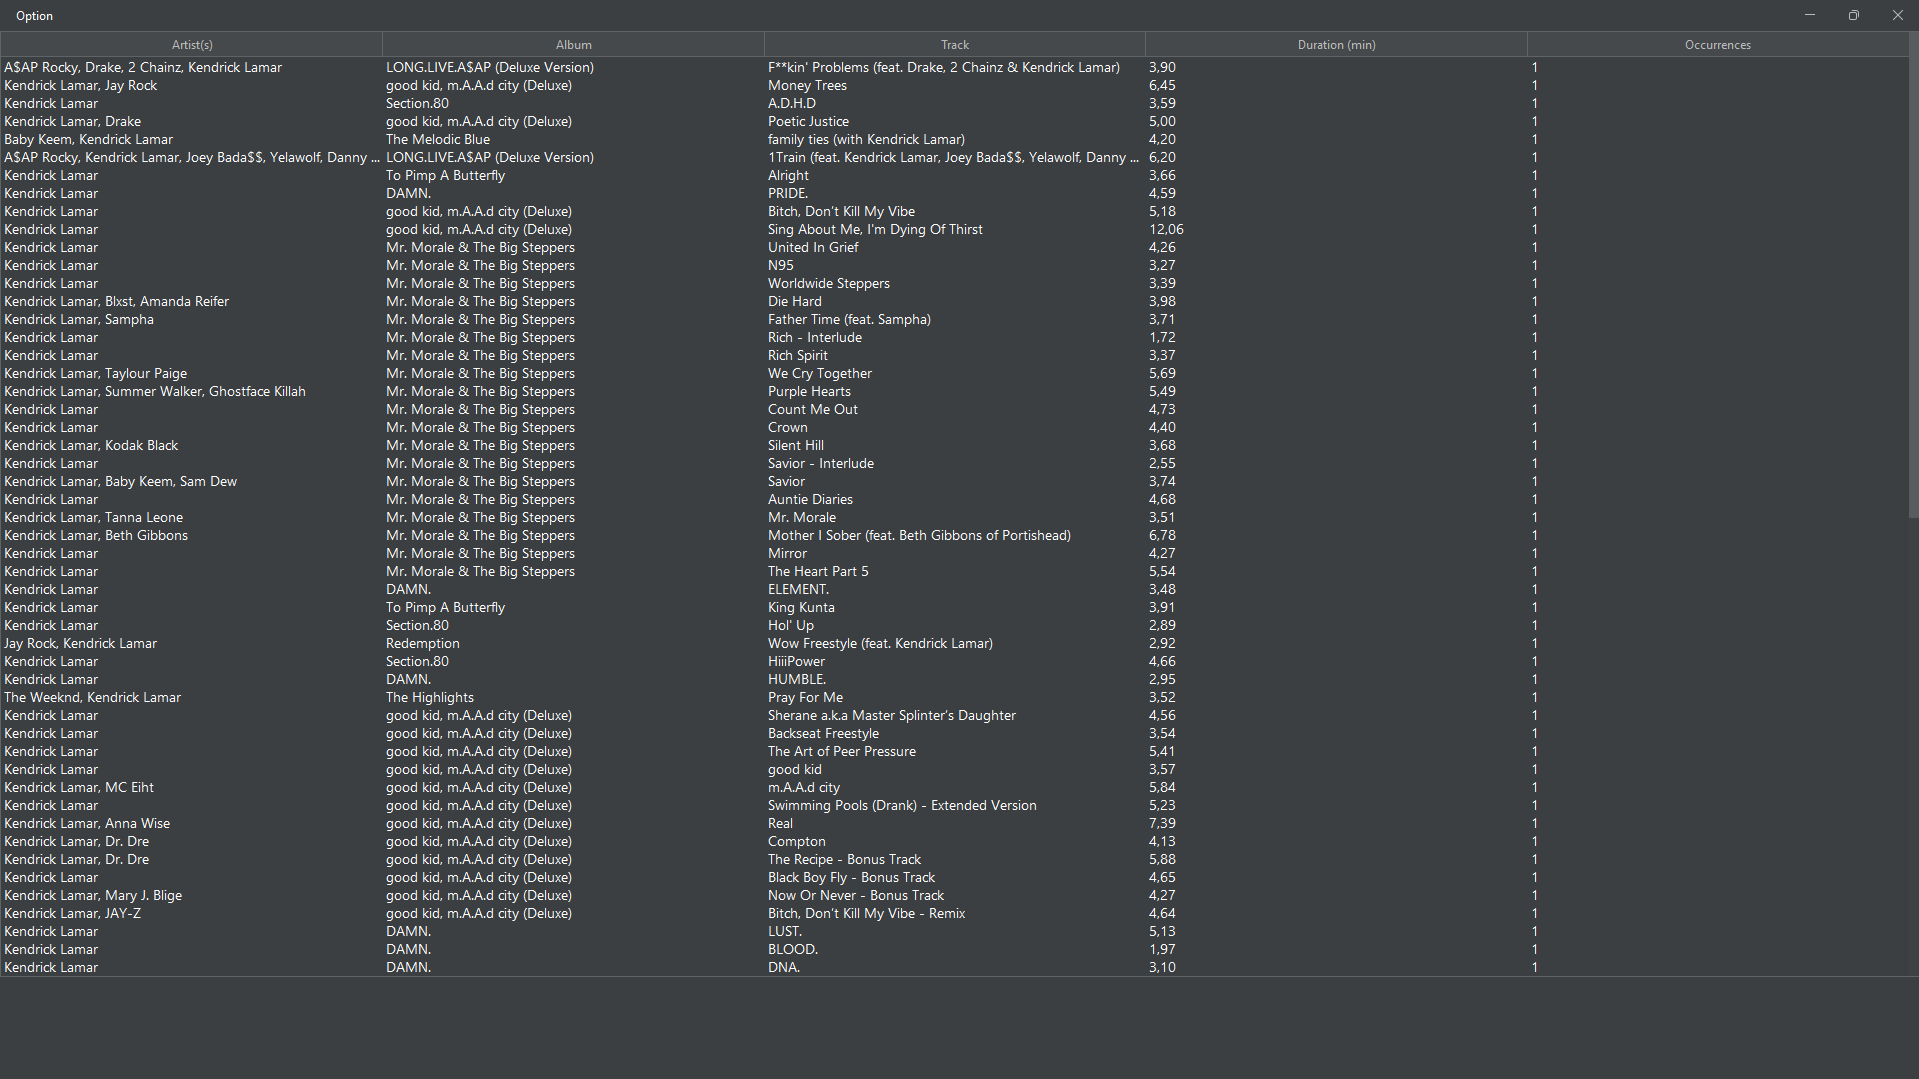 Option
Artist(s) Album Track Duration (min) Occurrences
A$AP Rocky, Drake, 2 Chainz, Kendrick Lamar LONG.LIVE.A$AP (Deluxe Version) F**kin' Problems (feat. Drake, 2 Chainz & Kendrick Lamar) 3,90 1
Kendrick Lamar, Jay Rock good kid, m.A.A.d city (Deluxe) Money Trees 6,45 1
Kendrick Lamar Section.80 A.D.H.D 3,59 1
Kendrick Lamar, Drake good kid, m.A.A.d city (Deluxe) Poetic Justice 5,00 1
Baby Keem, Kendrick Lamar The Melodic Blue family ties (with Kendrick Lamar) 4,20 1
A$AP Rocky, Kendrick Lamar, Joey Bada$$, Yelawolf, Danny ... LONG.LIVE.A$AP (Deluxe Version) 1Train (feat. Kendrick Lamar, Joey Bada$$, Yelawolf, Danny ... 6,20 1
Kendrick Lamar To Pimp A Butterfly Alright 3,66 1
Kendrick Lamar DAMN. PRIDE. 4,59 1
Kendrick Lamar good kid, m.A.A.d city (Deluxe) Bitch, Don't Kill My Vibe 5,18 1
Kendrick Lamar good kid, m.A.A.d city (Deluxe) Sing About Me, I'm Dying Of Thirst 12,06 1
Kendrick Lamar Mr. Morale & The Big Steppers United In Grief 4,26 1
Kendrick Lamar Mr. Morale & The Big Steppers N95 3,27 1
Kendrick Lamar Mr. Morale & The Big Steppers Worldwide Steppers 3,39 1
Kendrick Lamar, Blxst, Amanda Reifer Mr. Morale & The Big Steppers Die Hard 3,98 1
Kendrick Lamar, Sampha Mr. Morale & The Big Steppers Father Time (feat. Sampha) 3,71 1
Kendrick Lamar Mr. Morale & The Big Steppers Rich - Interlude 1,72 1
Kendrick Lamar Mr. Morale & The Big Steppers Rich Spirit 3,37 1
Kendrick Lamar, Taylour Paige Mr. Morale & The Big Steppers We Cry Together 5,69 1
Kendrick Lamar, Summer Walker, Ghostface Killah Mr. Morale & The Big Steppers Purple Hearts 5,49 1
Kendrick Lamar Mr. Morale & The Big Steppers Count Me Out 4,73 1
Kendrick Lamar Mr. Morale & The Big Steppers Crown 4,40 1
Kendrick Lamar, Kodak Black Mr. Morale & The Big Steppers Silent Hill 3,68 1
Kendrick Lamar Mr. Morale & The Big Steppers Savior - Interlude 2,55 1
Kendrick Lamar, Baby Keem, Sam Dew Mr. Morale & The Big Steppers Savior 3,74 1
Kendrick Lamar Mr. Morale & The Big Steppers Auntie Diaries 4,68 1
Kendrick Lamar, Tanna Leone Mr. Morale & The Big Steppers Mr. Morale 3,51 1
Kendrick Lamar, Beth Gibbons Mr. Morale & The Big Steppers Mother I Sober (feat. Beth Gibbons of Portishead) 6,78 1
Kendrick Lamar Mr. Morale & The Big Steppers Mirror 4,27 1
Kendrick Lamar Mr. Morale & The Big Steppers The Heart Part 5 5,54 1
Kendrick Lamar DAMN. ELEMENT. 3,48 1
Kendrick Lamar To Pimp A Butterfly King Kunta 3,91 1
Kendrick Lamar Section.80 Hol' Up 2,89 1
Jay Rock, Kendrick Lamar Redemption Wow Freestyle (feat. Kendrick Lamar) 2,92 1
Kendrick Lamar Section.80 HiiiPower 4,66 1
Kendrick Lamar DAMN. HUMBLE. 2,95 1
The Weeknd, Kendrick Lamar The Highlights Pray For Me 3,52 1
Kendrick Lamar good kid, m.A.A.d city (Deluxe) Sherane a.k.a Master Splinter's Daughter 4,56 1
Kendrick Lamar good kid, m.A.A.d city (Deluxe) Backseat Freestyle 3,54 1
Kendrick Lamar good kid, m.A.A.d city (Deluxe) The Art of Peer Pressure 5,41 1
Kendrick Lamar good kid, m.A.A.d city (Deluxe) good kid 3,57 1
Kendrick Lamar, MC Eiht good kid, m.A.A.d city (Deluxe) m.A.A.d city 5,84 1
Kendrick Lamar good kid, m.A.A.d city (Deluxe) Swimming Pools (Drank) - Extended Version 5,23 1
Kendrick Lamar, Anna Wise good kid, m.A.A.d city (Deluxe) Real 7,39 1
Kendrick Lamar, Dr. Dre good kid, m.A.A.d city (Deluxe) Compton 4,13 1
Kendrick Lamar, Dr. Dre good kid, m.A.A.d city (Deluxe) The Recipe - Bonus Track 5,88 1
Kendrick Lamar good kid, m.A.A.d city (Deluxe) Black Boy Fly - Bonus Track 4,65 1
Kendrick Lamar, Mary J. Blige good kid, m.A.A.d city (Deluxe) Now Or Never - Bonus Track 4,27 1
Kendrick Lamar, JAY-Z good kid, m.A.A.d city (Deluxe) Bitch, Don't Kill My Vibe - Remix 4,64 1
Kendrick Lamar DAMN. LUST. 5,13 1
Kendrick Lamar DAMN. BLOOD. 1,97 1
Kendrick Lamar DAMN. DNA. 3,10 1